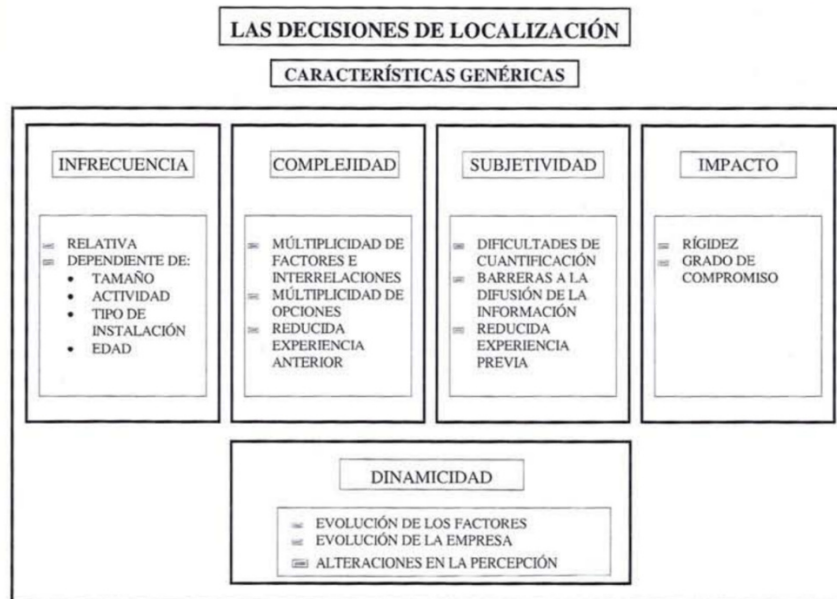 LAS DECISIONES DE LOCALIZACIÓN
CARACTERÍSTICAS GENÉRICAS
INFRECUENCIA
RELATIVA
DEPENDIENTE DE:
• TAMAÑO
• ACTIVIDAD
• TIPO DE
INSTALACIÓN
• EDAD
COMPLEJIDAD
MÚLTIPLICIDAD DE
FACTORES E
INTERRELACIONES
MÚLTIPLICIDAD DE
OPCIONES
REDUCIDA
EXPERIENCIA
ANTERIOR
SUBJETIVIDAD
DIFICULTADES DE
CUANTIFICACIÓN
BARRERAS A LA
DIFUSIÓN DE LA
INFORMACIÓN
REDUCIDA
EXPERIENCIA
PREVIA
IMPACTO
RÍGIDEZ
GRADO DE
COMPROMISO
DINAMICIDAD
EVOLUCIÓN DE LOS FACTORES
EVOLUCIÓN DE LA EMPRESA
ALTERACIONES EN LA PERCEPCIÓN